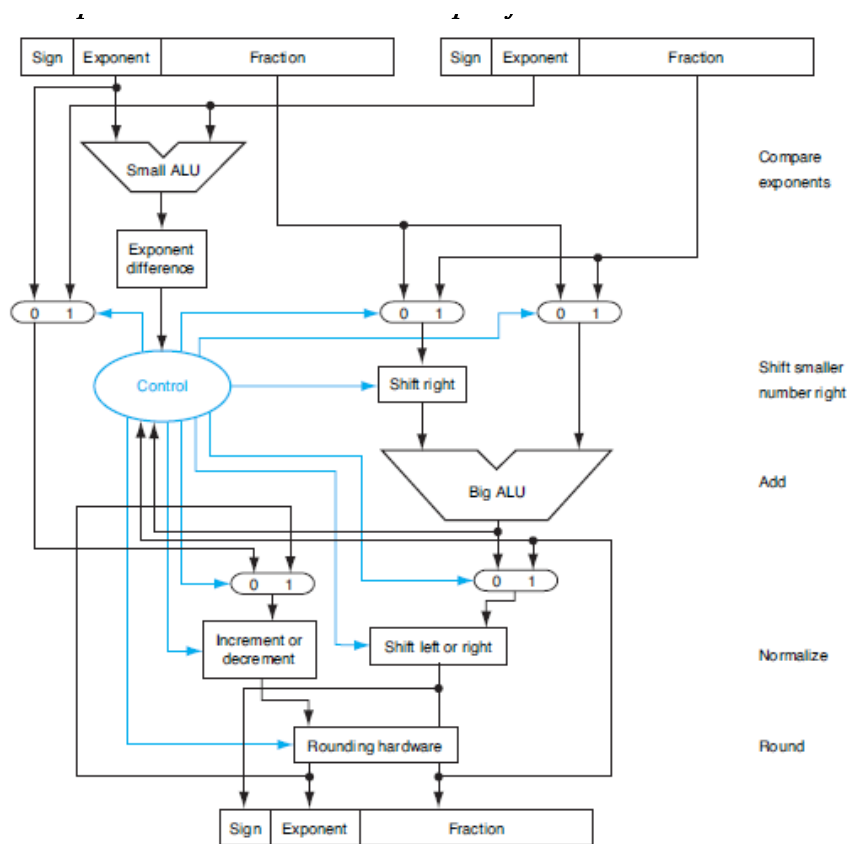 Sign Exponent Fraction Sign Exponent Fraction
Small ALU
Compare
exponents
Exponent
difference
0 1 0 1 0 1
Control
Shift right
Shift smaller
number right
Big ALU
Add
0 1 0 1
Increment or
decrement
Shift left or right
Normalize
Rounding hardware
Round
Sign Exponent Fraction